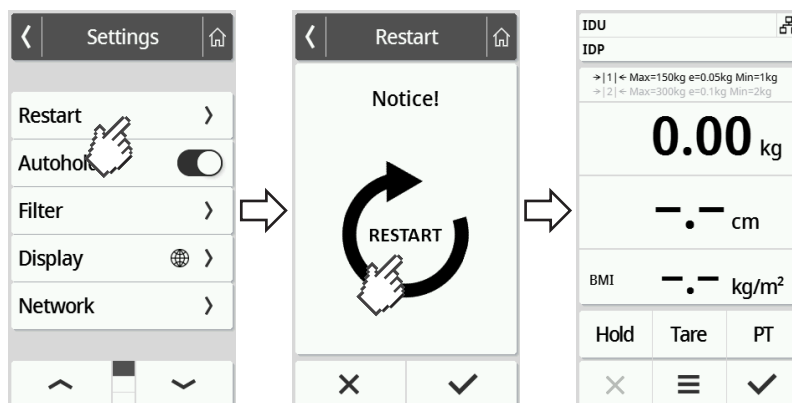 Settings
Restart
Autohol
Filter
Display
Network
Restart
Notice!
RESTART
IDU
IDP
→|1|← Max=150kg e=0.05kg Min=1kg
→|2|← Max=300kg e=0.1kg Min=2kg
0.00 kg
-.- cm
BMI -.- kg/m²
Hold Tare PT